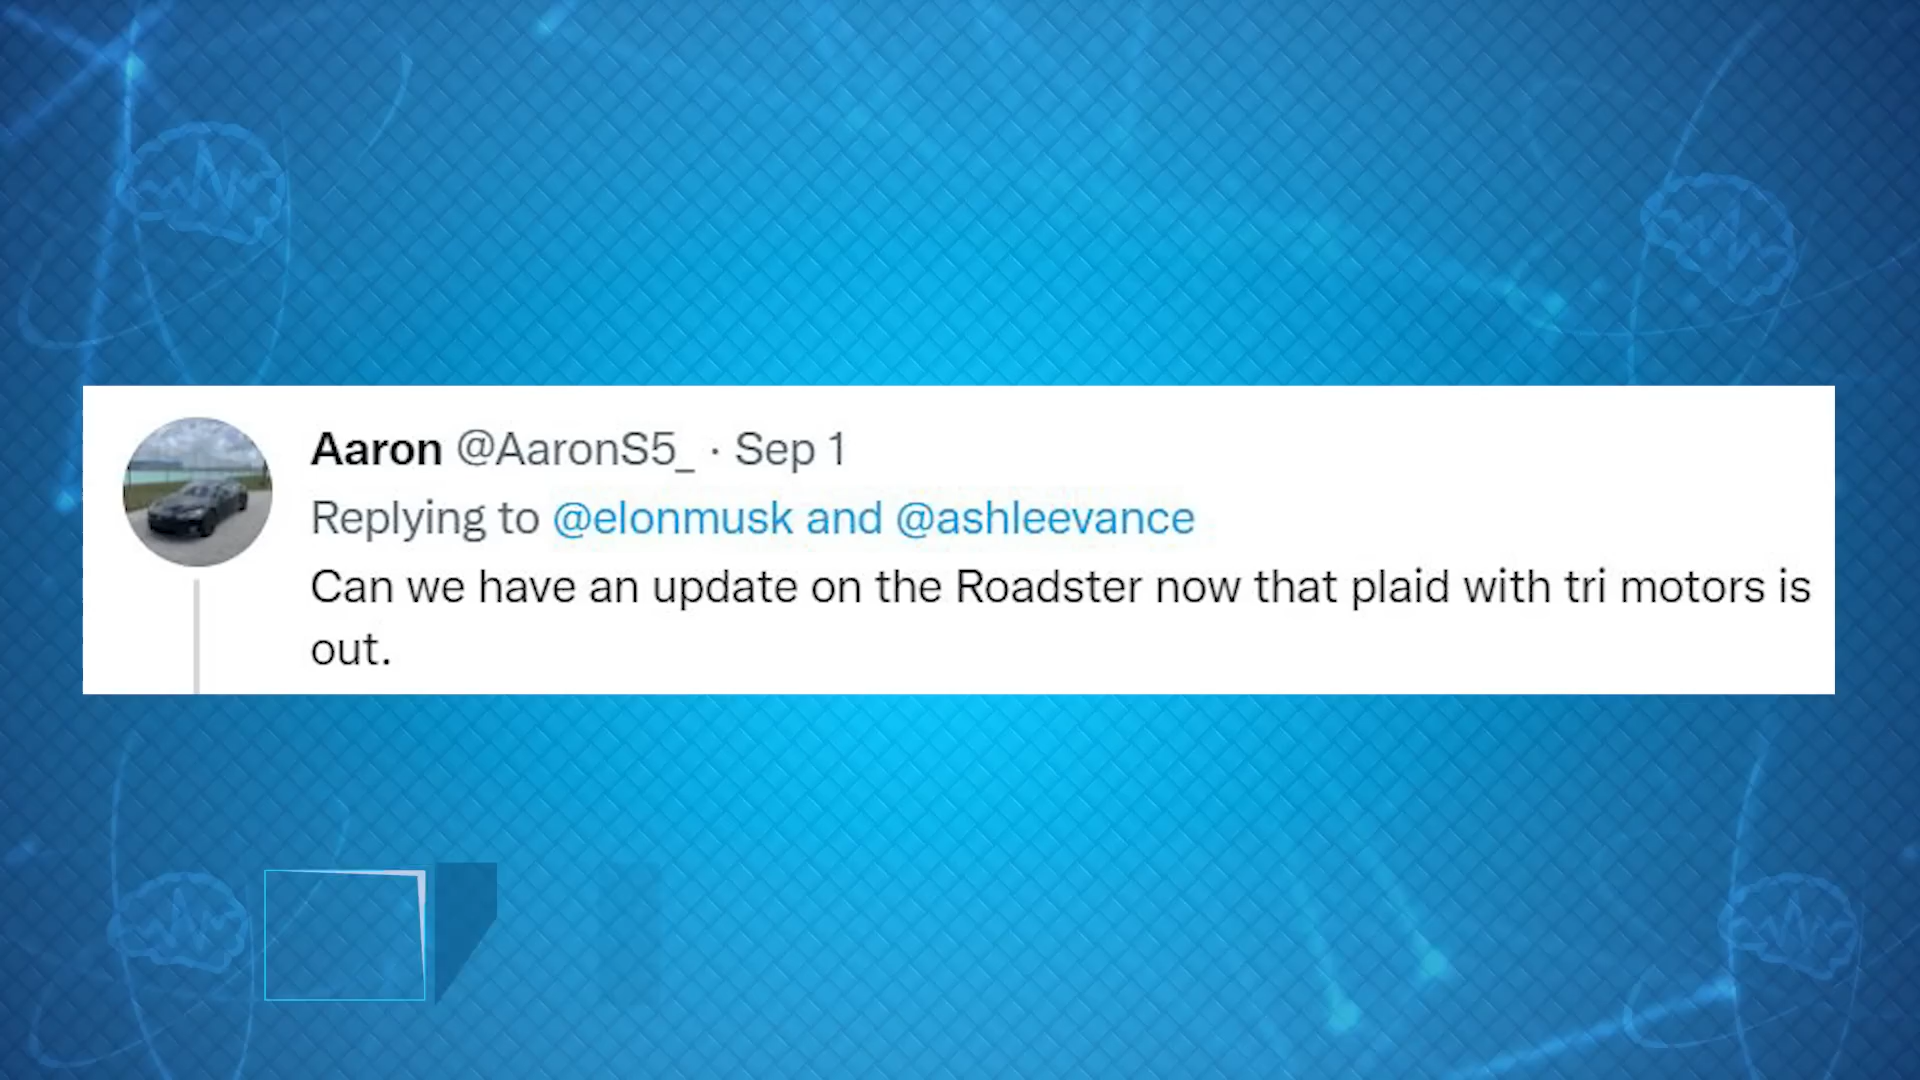 Aaron @AaronS5_ · Sep 1
Replying to @elonmusk and @ashleevance
Can we have an update on the Roadster now that plaid with tri motors is
out.